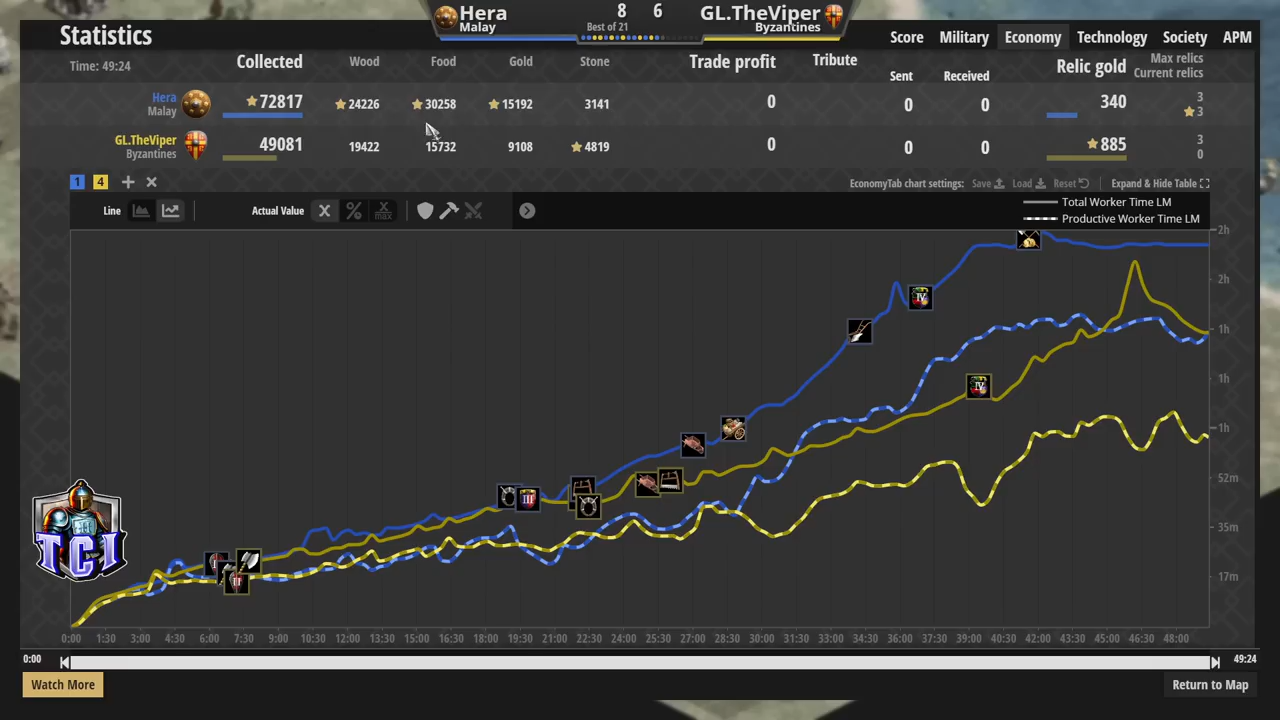 Hera 8 6 GL.TheViper
Malay Best of 21 Byzantines
Statistics Score Military Economy Technology Society APM
Time: 49:24 Collected Wood Food Gold Stone Trade profit Tribute Sent Received Relic gold Max relics
Current relics
Hera
Malay
72817 24226 30258 15192 3141 0 0 0 340 3
3
GL.TheViper
Byzantines
49081 19422 15732 9108 4819 0 0 0 885 3
0
1 4 + × EconomyTab chart settings: Save Load Reset Expand & Hide Table
Line Actual Value X % X/max
Total Worker Time LM
Productive Worker Time LM
2h
2h
1h
1h
1h
52m
35m
17m
IV
IV
III
II
TCI
0:00 1:30 3:00 4:30 6:00 7:30 9:00 10:30 12:00 13:30 15:00 16:30 18:00 19:30 21:00 22:30 24:00 25:30 27:00 28:30 30:00 31:30 33:00 34:30 36:00 37:30 39:00 40:30 42:00 43:30 45:00 46:30 48:00
0:00 49:24
Watch More Return to Map